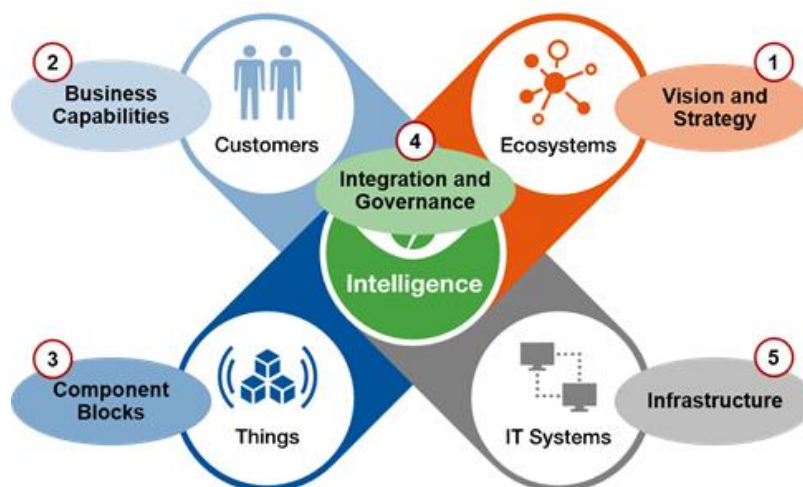 2
Business
Capabilities
Customers
1
Vision and
Strategy
Ecosystems
4
Integration and
Governance
Intelligence
3
Component
Blocks
Things
5
Infrastructure
IT Systems